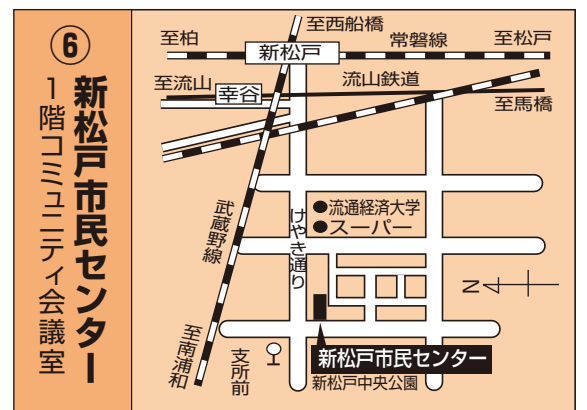 ⑥
新松戸市民センター
1階コミュニティ会議室
至西船橋
至柏
新松戸
常磐線
至松戸
至流山
幸谷
流山鉄道
至馬橋
武蔵野線
けやき通り
●流通経済大学
●スーパー
N
至南浦和
支所前
新松戸市民センター
新松戸中央公園